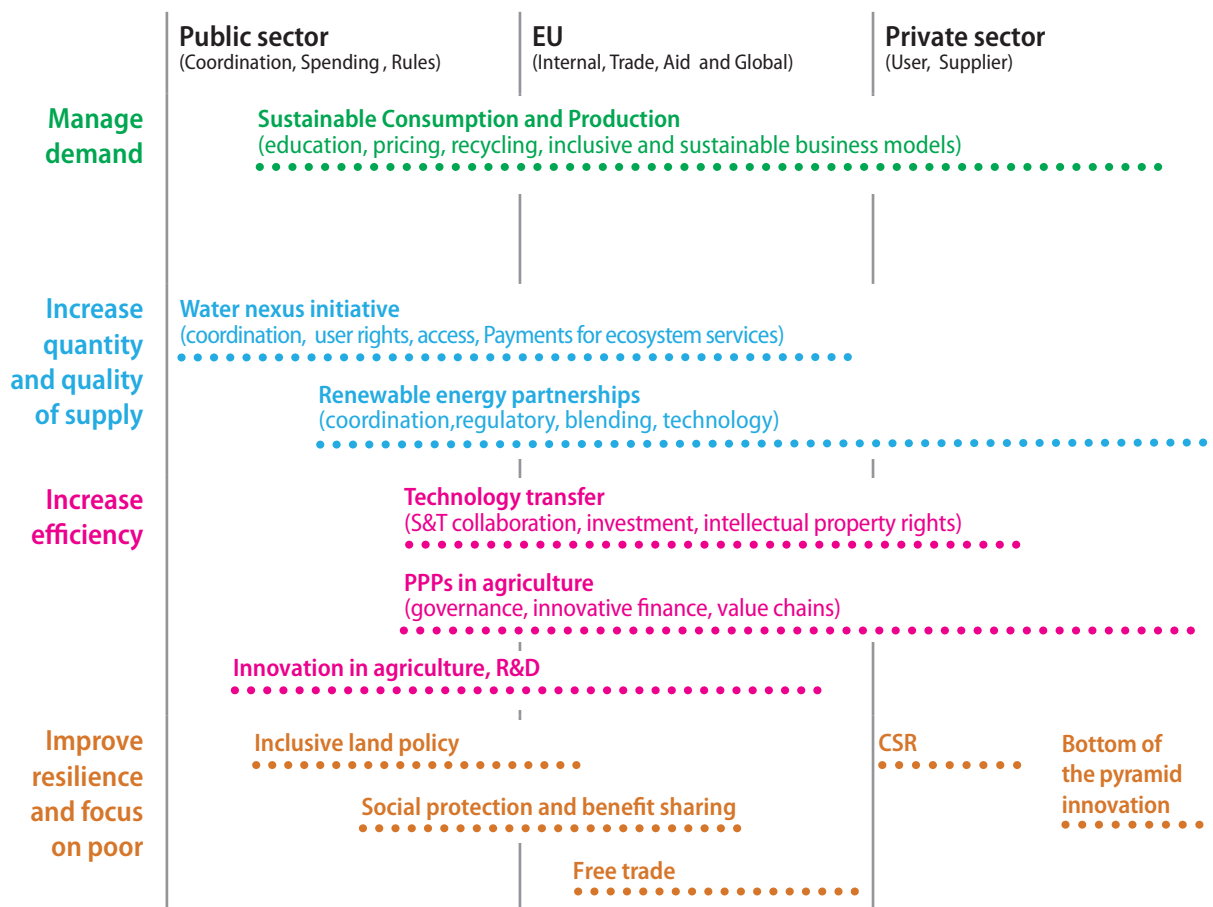 Public sector
(Coordination, Spending , Rules)
EU
(Internal, Trade, Aid and Global)
Private sector
(User, Supplier)
Manage
demand
Sustainable Consumption and Production
(education, pricing, recycling, inclusive and sustainable business models)
Increase
quantity
and quality
of supply
Water nexus initiative
(coordination, user rights, access, Payments for ecosystem services)
Renewable energy partnerships
(coordination,regulatory, blending, technology)
Increase
efficiency
Technology transfer
(S&T collaboration, investment, intellectual property rights)
PPPs in agriculture
(governance, innovative finance, value chains)
Innovation in agriculture, R&D
Improve
resilience
and focus
on poor
Inclusive land policy
CSR
Bottom of
the pyramid
innovation
Social protection and benefit sharing
Free trade